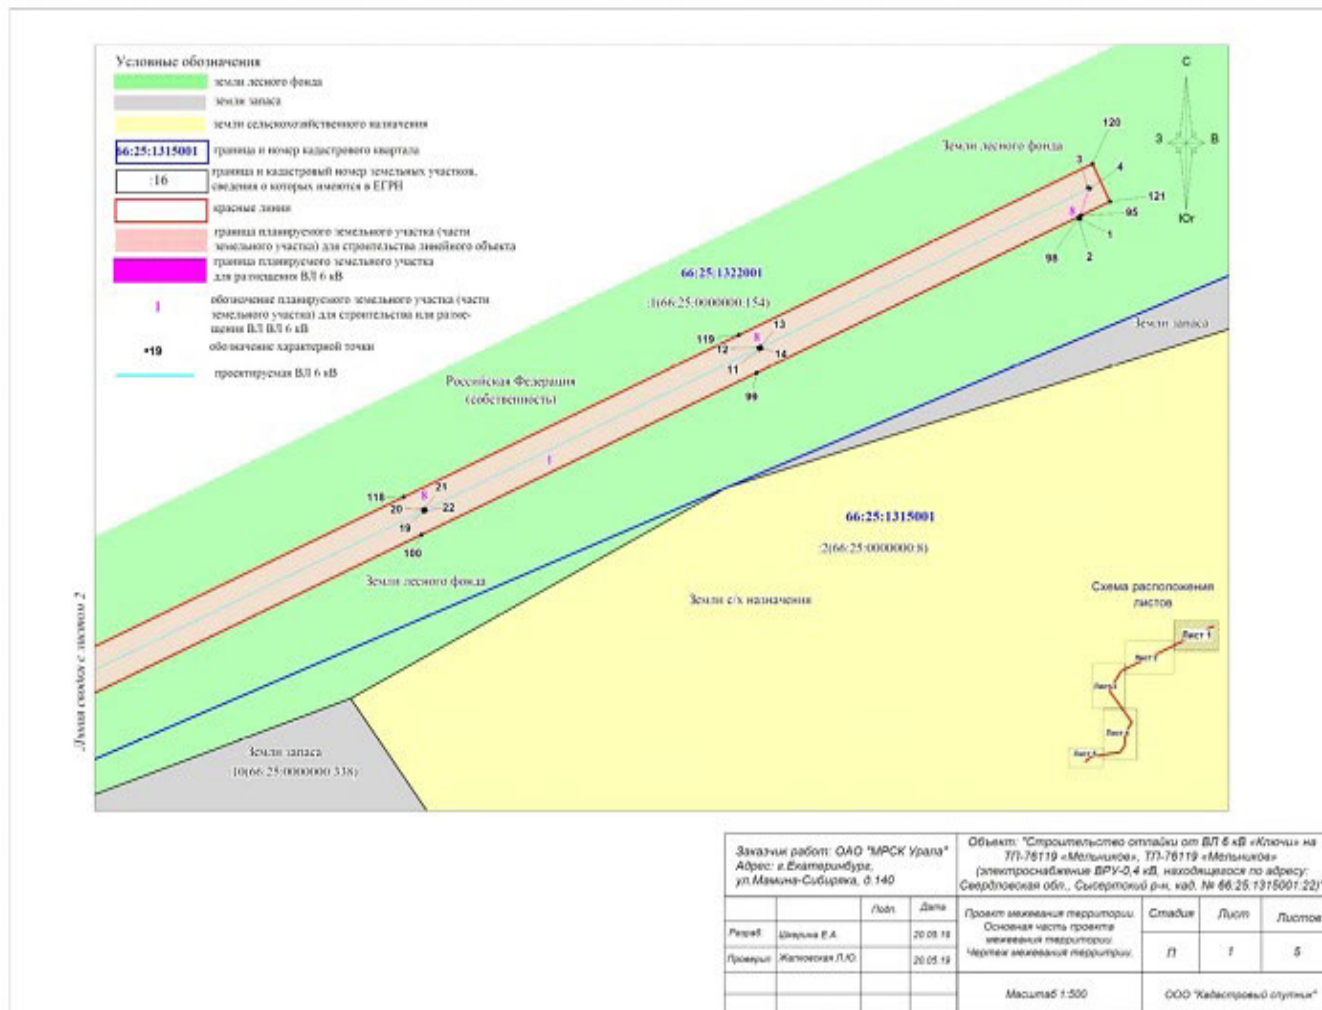 Условные обозначения
земли лесного фонда
земли запаса
земли сельскохозяйственного назначения
66:25:1315001
граница и номер кадастрового квартала
:16
граница и кадастровый номер земельных участков,
сведения о которых имеются в ЕГРН
красные линии
граница планируемого земельного участка (части
земельного участка) для строительства линейного объекта
граница планируемого земельного участка
для размещения ВЛ 6 кВ
1
обозначение планируемого земельного участка (части
земельного участка) для строительства или разме-
щения ВЛ ВЛ 6 кВ
•19
обозначение характерной точки
проектируемая ВЛ 6 кВ
С
З
В
Юг
120
Земли лесного фонда
3
4
121
8
95
1
98
2
66:25:1322001
:1(66:25:0000000:154)
Земли запаса
119
8
13
12
14
11
99
Российская Федерация
(собственность)
1
118
8
21
20
22
19
100
Земли лесного фонда
66:25:1315001
:2(66:25:0000000:8)
Земли с/х назначения
Линия сводки с листом 2
Схема расположения
листов
Лист 1
Лист 2
Земли запаса
10(66:25:0000000:338)
Заказчик работ: ОАО "МРСК Урала"
Адрес: г.Екатеринбург,
ул.Мамина-Сибиряка, д.140
Объект: "Строительство отпайки от ВЛ 6 кВ «Ключи» на
ТП-76119 «Мельников», ТП-76119 «Мельников»
(электроснабжение ВРУ-0,4 кВ, находящегося по адресу:
Свердловская обл., Сысертский р-н, кад. № 66:25:1315001:22)"
Подп.
Дата
Разраб.
Е.А.
20.05.19
Проверил
Л.Ю.
20.05.19
Проект межевания территории.
Основная часть проекта
межевания территории.
Чертеж межевания территории.
Стадия
Лист
Листов
П
1
5
Масштаб 1:500
ООО "Кадастровый спутник"